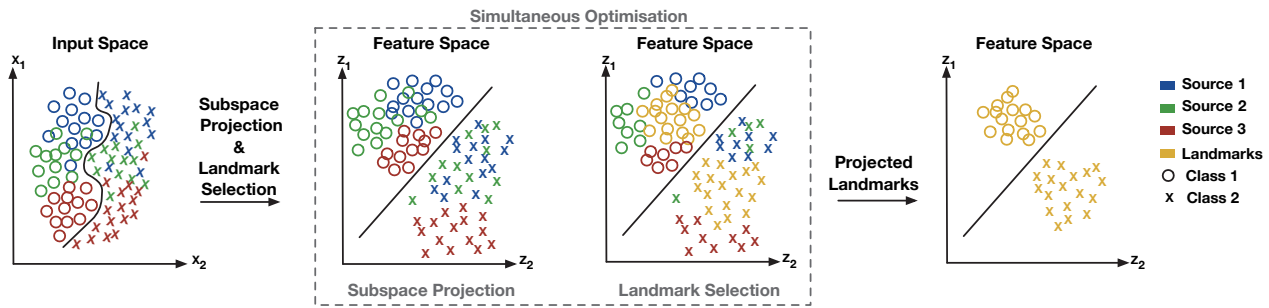 Simultaneous Optimisation
Input Space
Feature Space
Feature Space
Feature Space
x1
z1
z1
z1
Subspace
Projection
&
Landmark
Selection
Projected
Landmarks
Source 1
Source 2
Source 3
Landmarks
Class 1
x Class 2
x2
z2
z2
z2
Subspace Projection
Landmark Selection